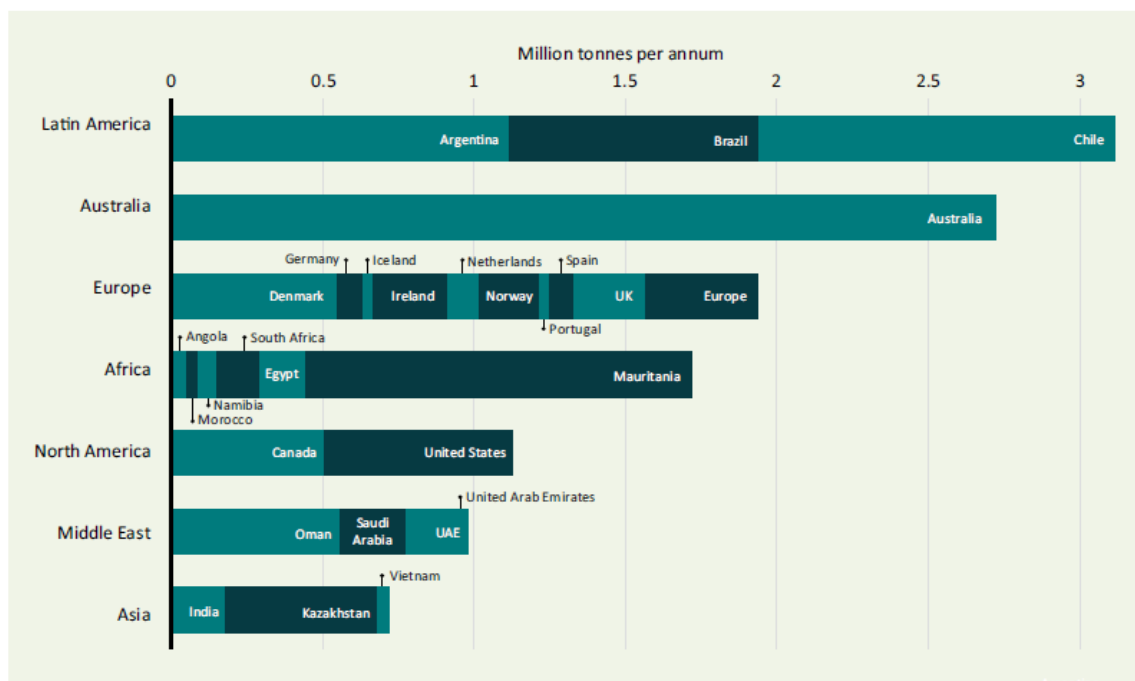 Million tonnes per annum
0 0.5 1 1.5 2 2.5 3
Latin America
Argentina Brazil Chile
Australia
Australia
Germany Iceland Netherlands Spain
Europe
Denmark Ireland Norway UK Europe
Portugal
Angola South Africa
Africa
Egypt Mauritania
Namibia
Morocco
North America
Canada United States
United Arab Emirates
Middle East
Oman Saudi Arabia UAE
Vietnam
Asia
India Kazakhstan